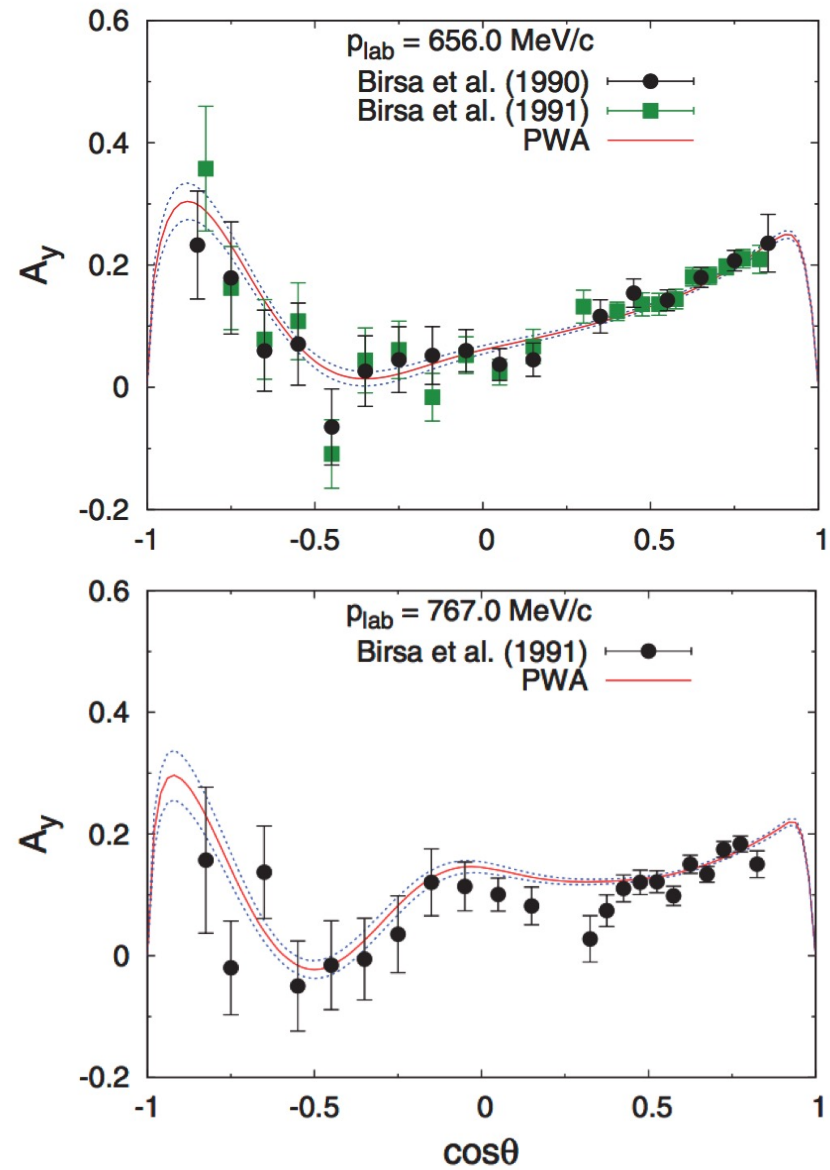 0.6
p_lab = 656.0 MeV/c
Birsa et al. (1990)
Birsa et al. (1991)
PWA
0.4
A_y
0.2
0
-0.2
-1 -0.5 0 0.5 1
0.6
p_lab = 767.0 MeV/c
Birsa et al. (1991)
PWA
0.4
A_y
0.2
0
-0.2
-1 -0.5 0 0.5 1
cosθ